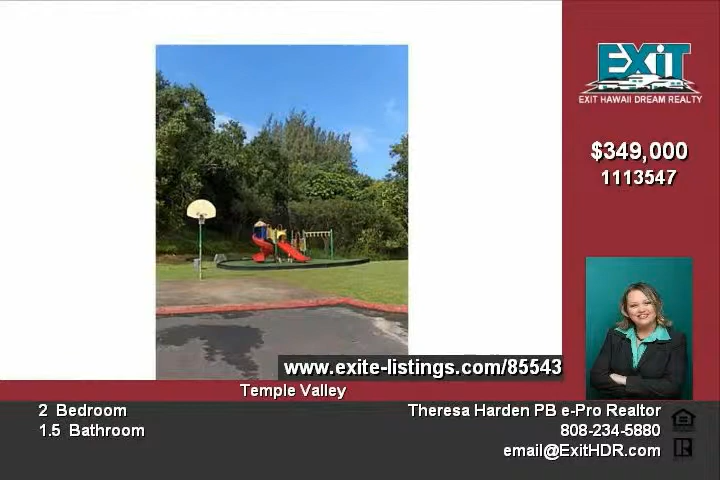 EXiT
EXIT HAWAII DREAM REALTY
$349,000
1113547
www.exite-listings.com/85543
Temple Valley
2 Bedroom
1.5 Bathroom
Theresa Harden PB e-Pro Realtor
808-234-5880
email@ExitHDR.com